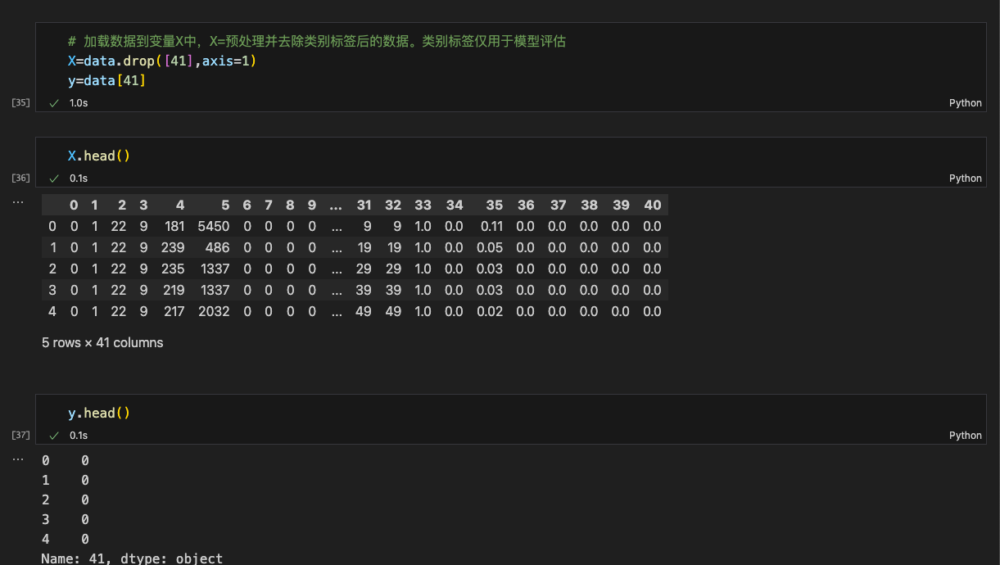 # 加载数据到变量X中，X=预处理并去除类别标签后的数据。类别标签仅用于模型评估
X=data.drop([41],axis=1)
y=data[41]
[35] ✓ 1.0s Python
X.head()
[36] ✓ 0.1s Python
... 0 1 2 3 4 5 6 7 8 9 ... 31 32 33 34 35 36 37 38 39 40
0 0 1 22 9 181 5450 0 0 0 0 ... 9 9 1.0 0.0 0.11 0.0 0.0 0.0 0.0 0.0
1 0 1 22 9 239 486 0 0 0 0 ... 19 19 1.0 0.0 0.05 0.0 0.0 0.0 0.0 0.0
2 0 1 22 9 235 1337 0 0 0 0 ... 29 29 1.0 0.0 0.03 0.0 0.0 0.0 0.0 0.0
3 0 1 22 9 219 1337 0 0 0 0 ... 39 39 1.0 0.0 0.03 0.0 0.0 0.0 0.0 0.0
4 0 1 22 9 217 2032 0 0 0 0 ... 49 49 1.0 0.0 0.02 0.0 0.0 0.0 0.0 0.0
5 rows × 41 columns
y.head()
[37] ✓ 0.1s Python
... 0 0
1 0
2 0
3 0
4 0
Name: 41, dtype: object